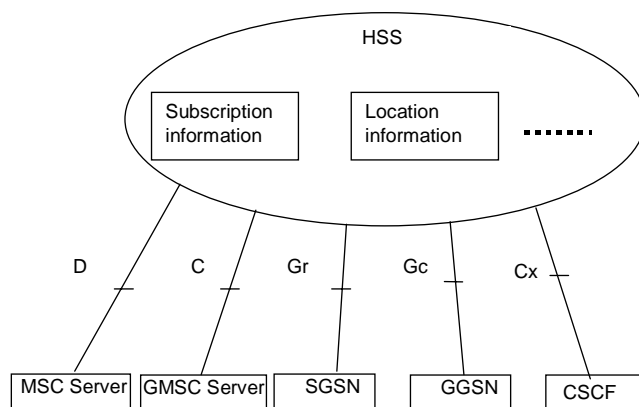 HSS
Subscription
information
Location
information
D
C
Gr
Gc
Cx
MSC Server
GMSC Server
SGSN
GGSN
CSCF